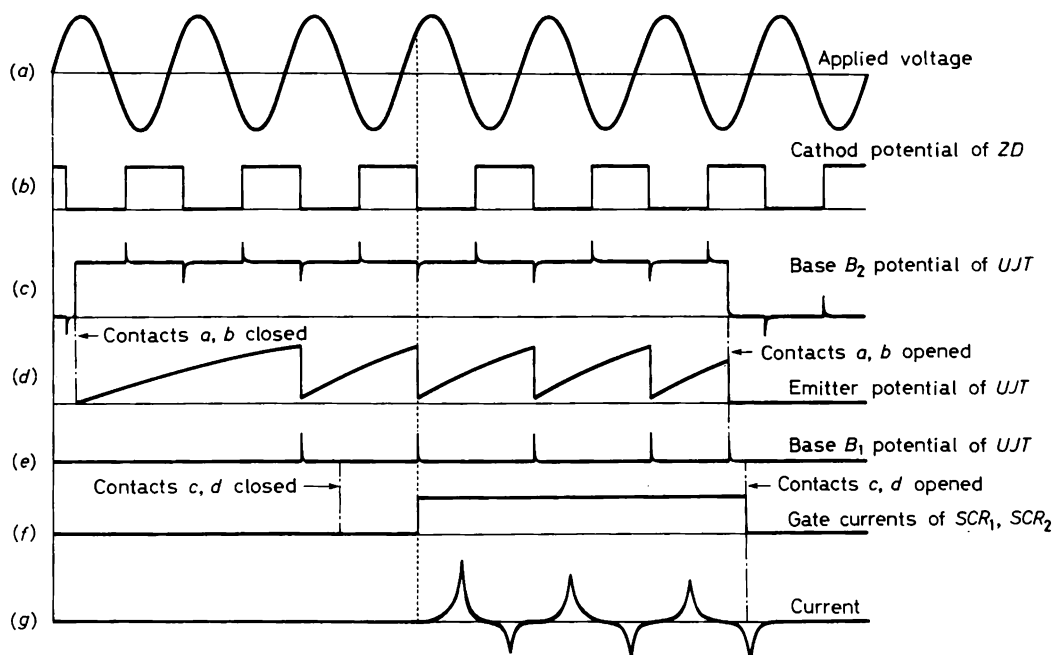 (a)
Applied voltage
Cathod potential of ZD
(b)
Base B₂ potential of UJT
(c)
Contacts a, b closed
Contacts a, b opened
(d)
Emitter potential of UJT
Base B₁ potential of UJT
(e)
Contacts c, d closed
Contacts c, d opened
Gate currents of SCR₁, SCR₂
(f)
Current
(g)